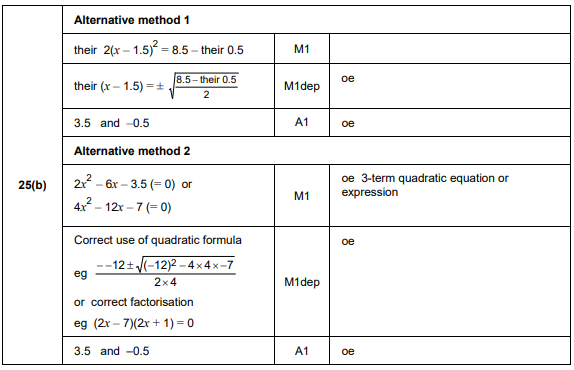 Alternative method 1
their 2(x – 1.5)² = 8.5 – their 0.5 M1
their (x – 1.5) = ± √((8.5 – their 0.5)/2) M1dep oe
3.5 and –0.5 A1 oe
Alternative method 2
25(b)
2x² – 6x – 3.5 (= 0) or
4x² – 12x – 7 (= 0)
M1
oe 3-term quadratic equation or
expression
Correct use of quadratic formula
eg (– –12 ± √((–12)² – 4 × 4 × –7))/(2 × 4)
or correct factorisation
eg (2x – 7)(2x + 1) = 0
M1dep
oe
3.5 and –0.5 A1 oe